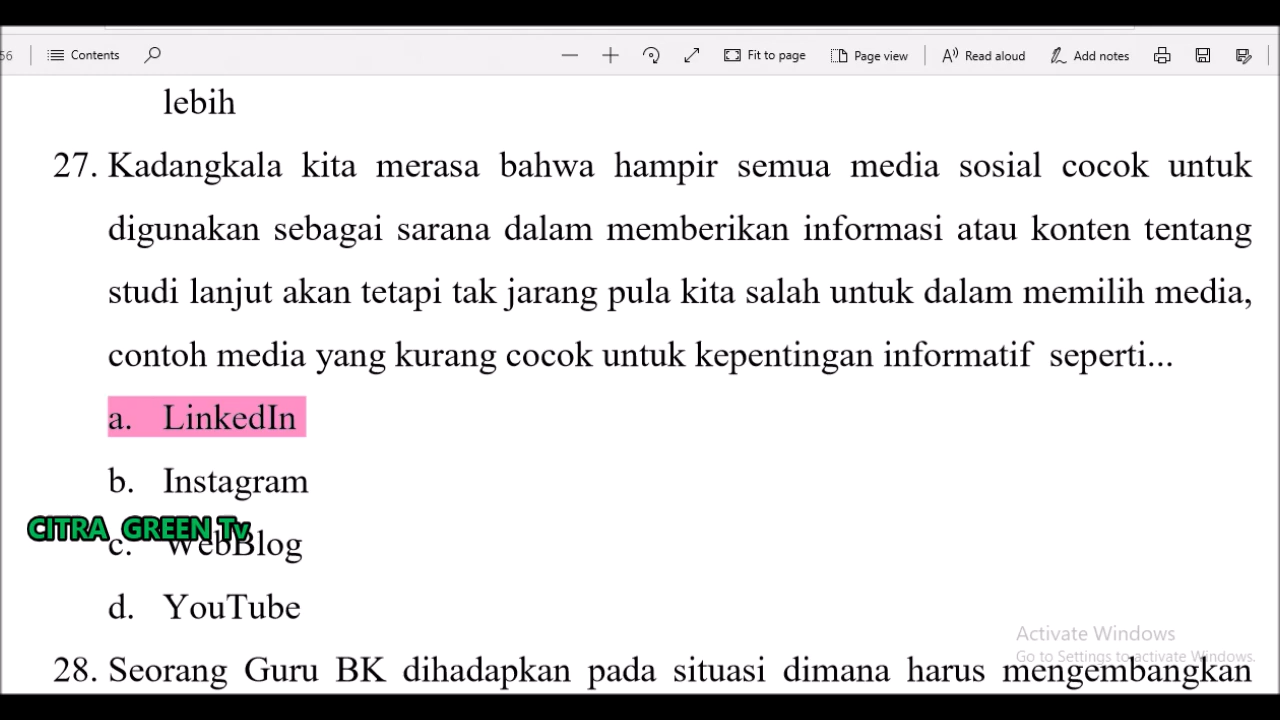 56 Contents Fit to page Page view Read aloud Add notes
lebih
27. Kadangkala kita merasa bahwa hampir semua media sosial cocok untuk
digunakan sebagai sarana dalam memberikan informasi atau konten tentang
studi lanjut akan tetapi tak jarang pula kita salah untuk dalam memilih media,
contoh media yang kurang cocok untuk kepentingan informatif seperti...
a. LinkedIn
b. Instagram
CITRA GREEN Tv
c. WebBlog
d. YouTube
Activate Windows
Go to Settings to activate Windows.
28. Seorang Guru BK dihadapkan pada situasi dimana harus mengembangkan